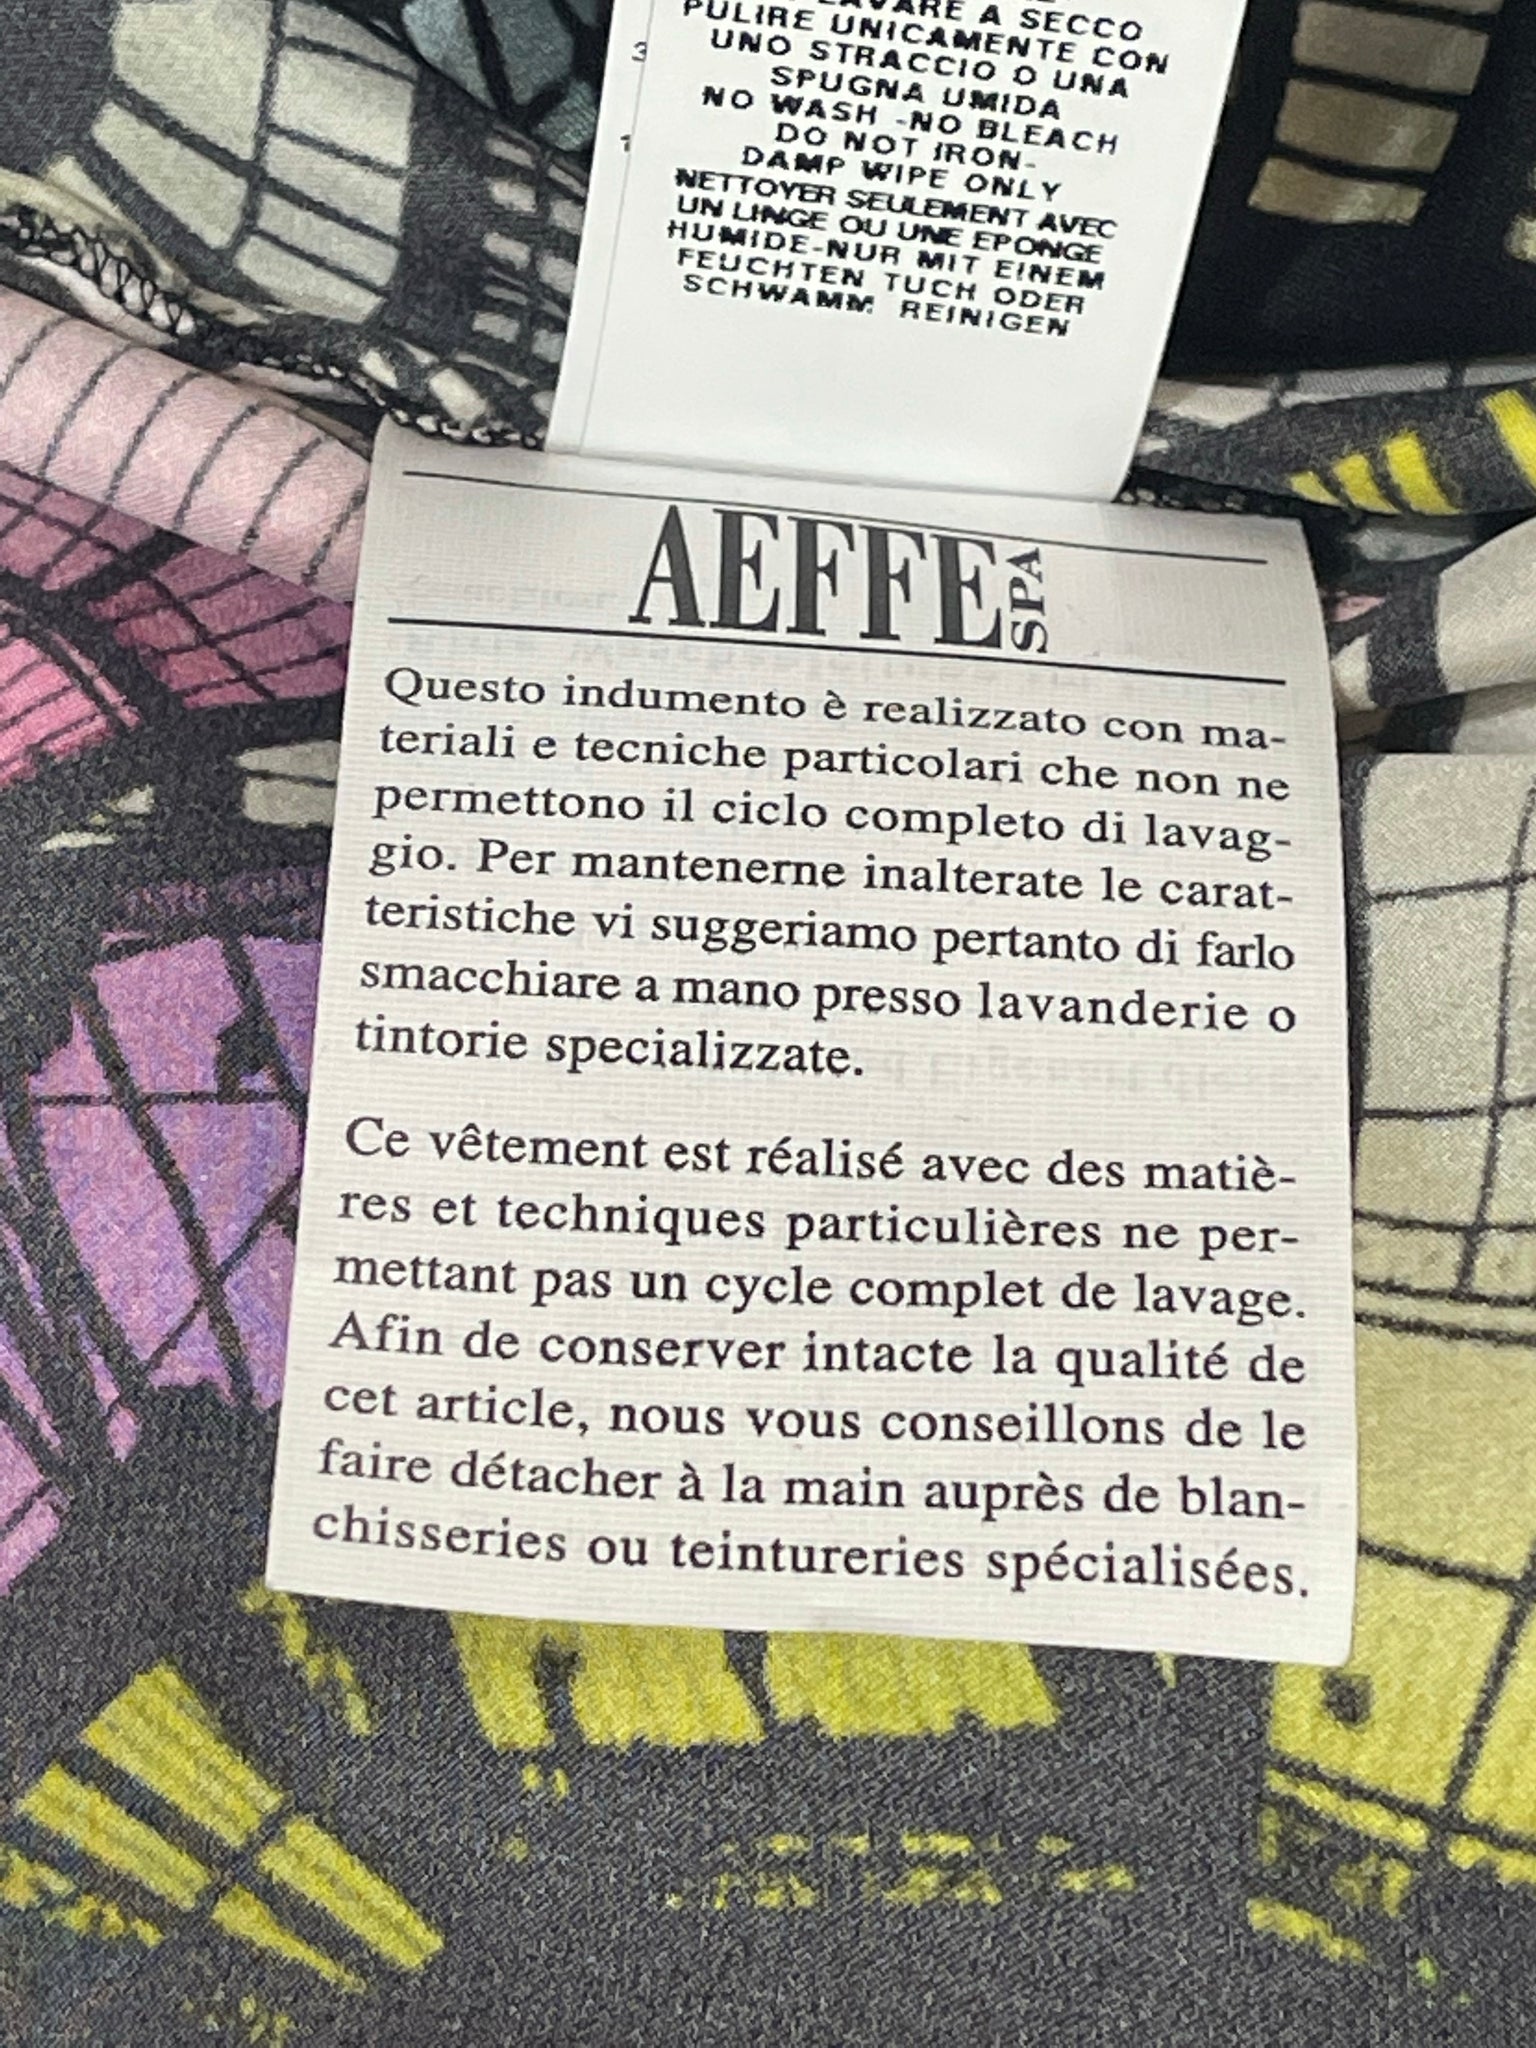 LAVARE A SECCO
PULIRE UNICAMENTE CON
UNO STRACCIO O UNA
SPUGNA UMIDA
NO WASH -NO BLEACH
DO NOT IRON-
DAMP WIPE ONLY
NETTOYER SEULEMENT AVEC
UN LINGE OU UNE EPONGE
HUMIDE-NUR MIT EINEM
FEUCHTEN TUCH ODER
SCHWAMM REINIGEN
AEFFE SPA
Questo indumento è realizzato con ma-
teriali e tecniche particolari che non ne
permettono il ciclo completo di lavag-
gio. Per mantenerne inalterate le carat-
teristiche vi suggeriamo pertanto di farlo
smacchiare a mano presso lavanderie o
tintorie specializzate.
Ce vêtement est réalisé avec des matiè-
res et techniques particulières ne per-
mettant pas un cycle complet de lavage.
Afin de conserver intacte la qualité de
cet article, nous vous conseillons de le
faire détacher à la main auprès de blan-
chisseries ou teintureries spécialisées.